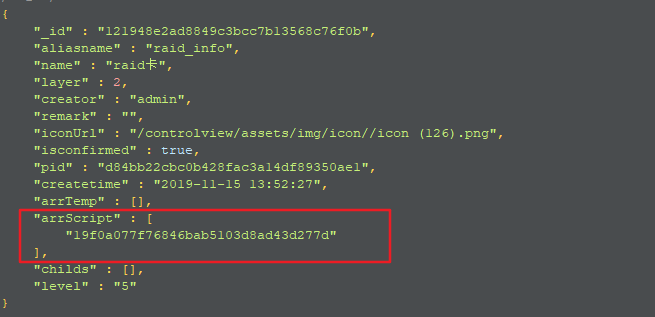 {
"_id" : "121948e2ad8849c3bcc7b13568c76f0b",
"aliasname" : "raid_info",
"name" : "raid卡",
"layer" : 2,
"creator" : "admin",
"remark" : "",
"iconUrl" : "/controlview/assets/img/icon//icon (126).png",
"isconfirmed" : true,
"pid" : "d84bb22cbc0b428fac3a14df89350ae1",
"createtime" : "2019-11-15 13:52:27",
"arrTemp" : [],
"arrScript" : [
"19f0a077f76846bab5103d8ad43d277d"
],
"childs" : [],
"level" : "5"
}